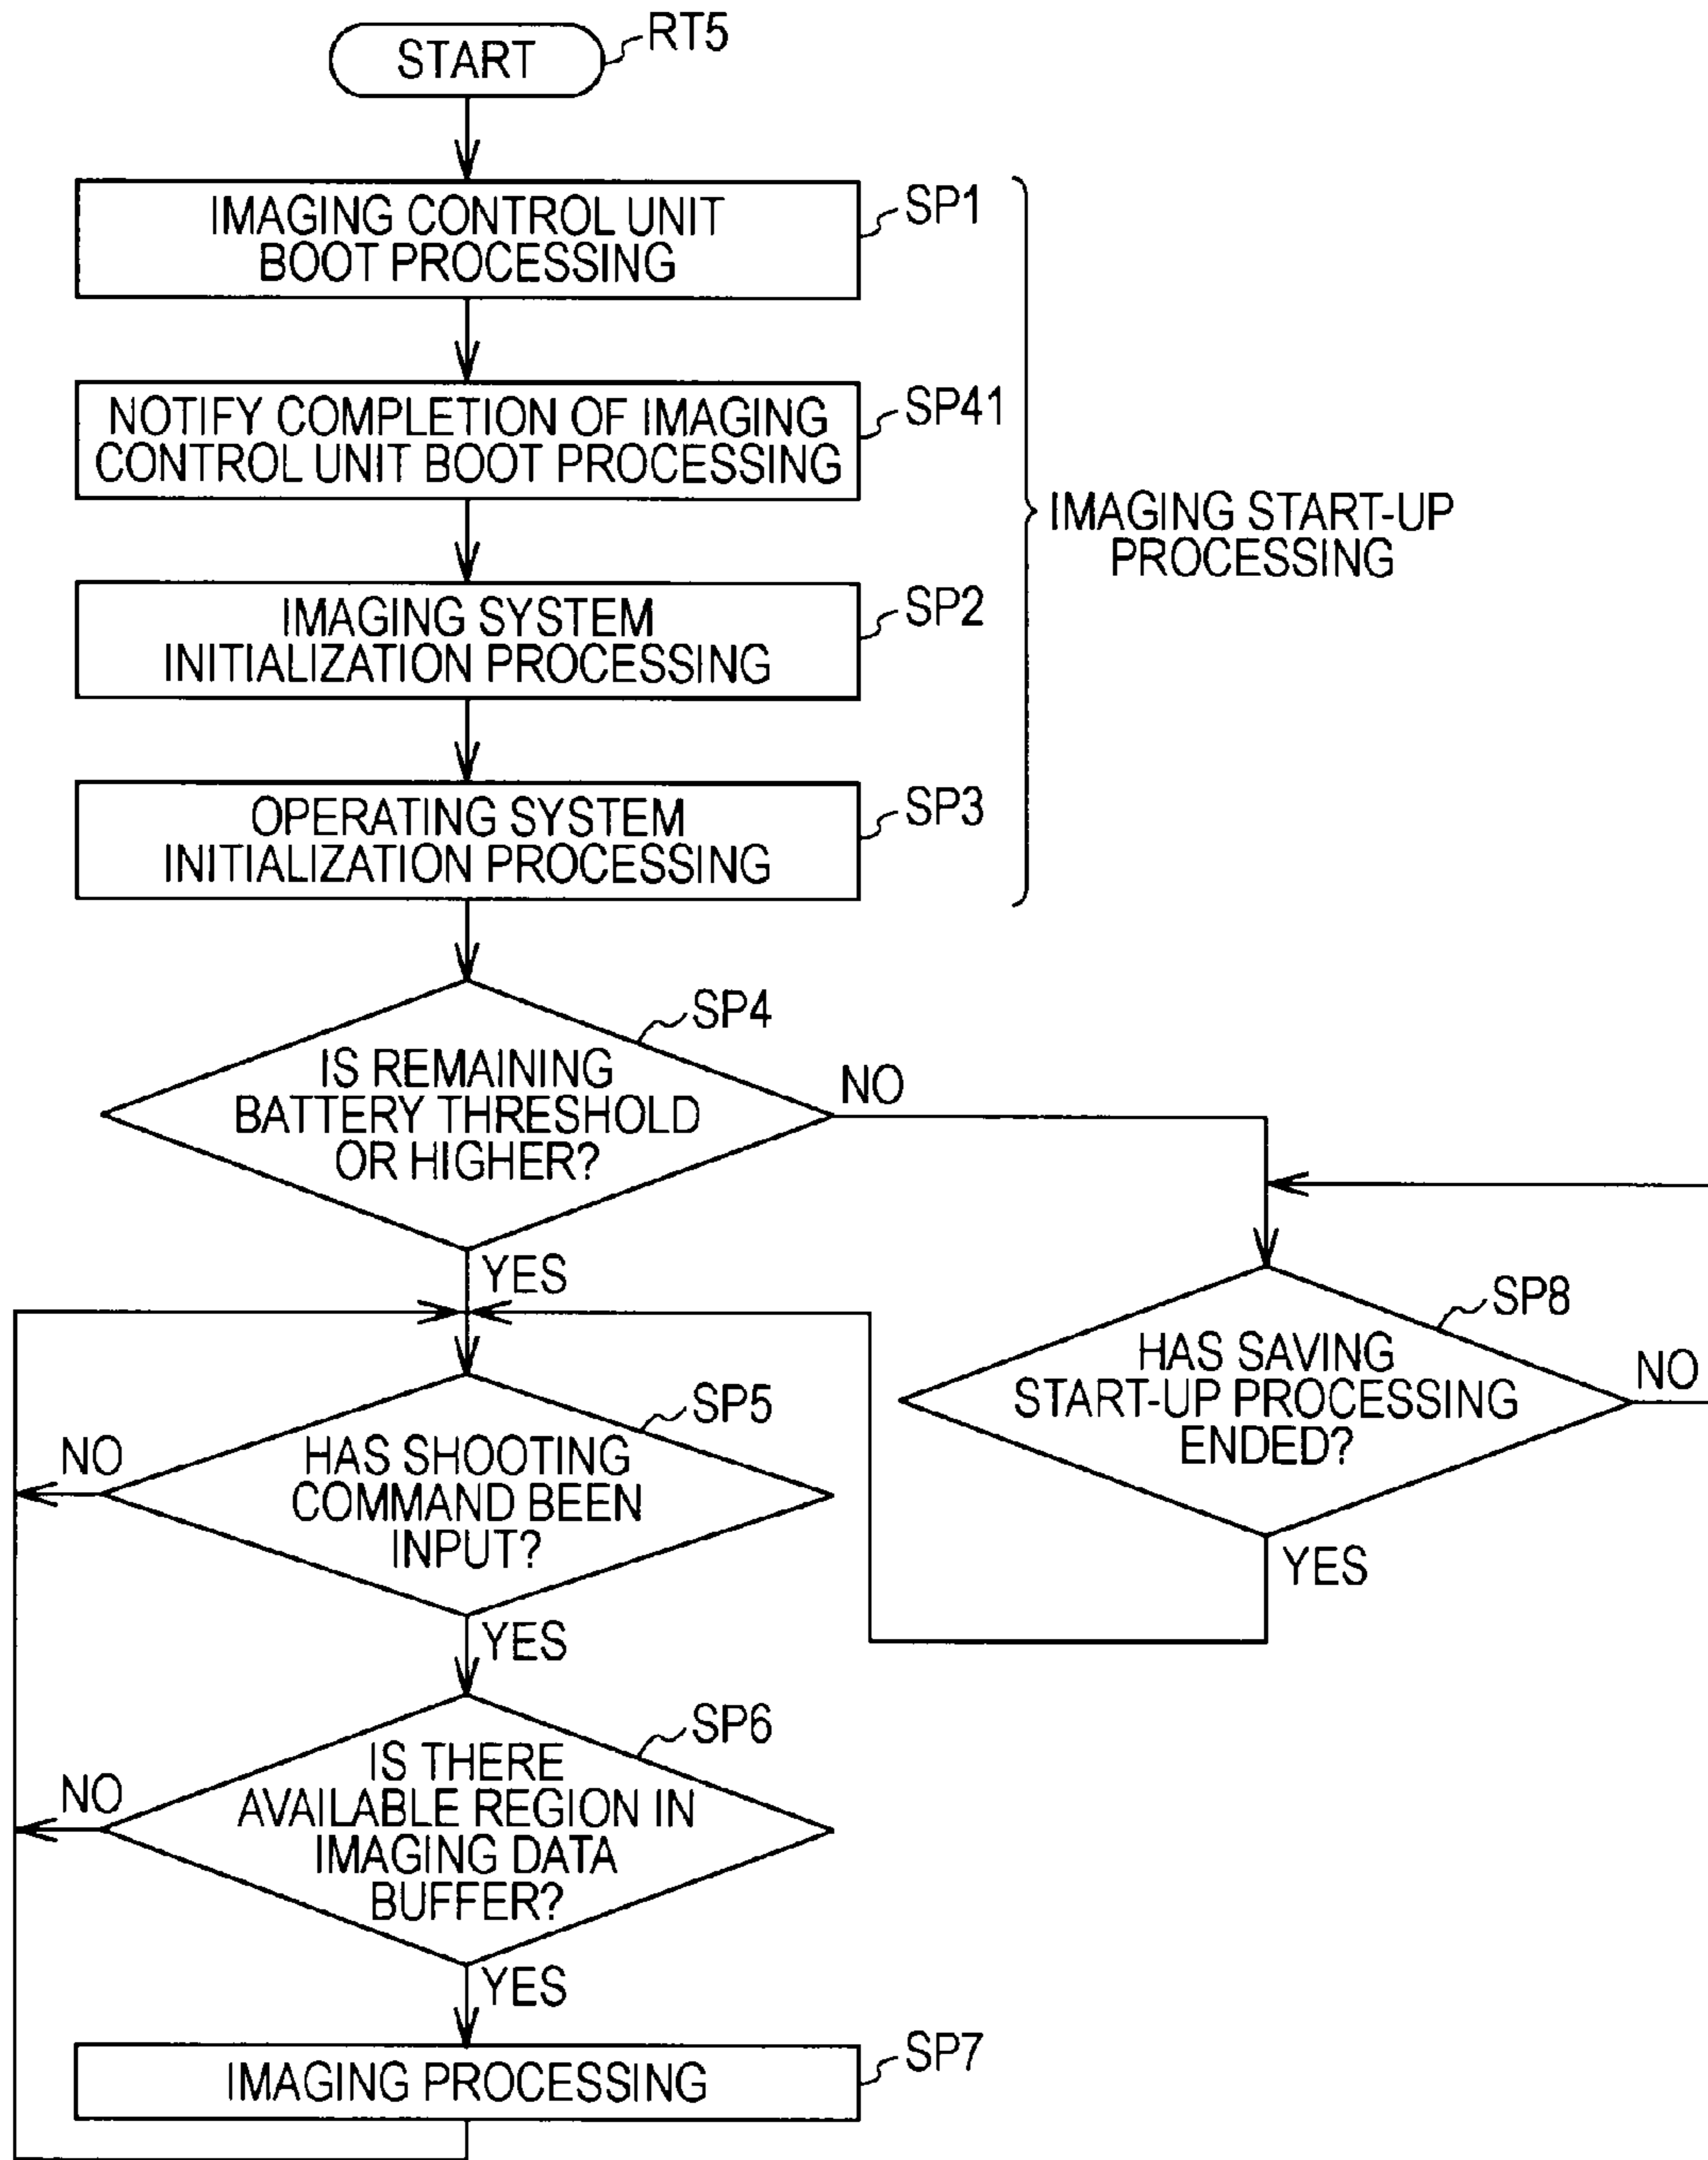 START
RT5
IMAGING CONTROL UNIT
BOOT PROCESSING
SP1
NOTIFY COMPLETION OF IMAGING
CONTROL UNIT BOOT PROCESSING
SP41
IMAGING START-UP
PROCESSING
IMAGING SYSTEM
INITIALIZATION PROCESSING
SP2
OPERATING SYSTEM
INITIALIZATION PROCESSING
SP3
SP4
IS REMAINING
BATTERY THRESHOLD
OR HIGHER?
NO
YES
SP8
HAS SAVING
START-UP PROCESSING
ENDED?
NO
YES
SP5
HAS SHOOTING
COMMAND BEEN
INPUT?
NO
YES
SP6
IS THERE
AVAILABLE REGION IN
IMAGING DATA
BUFFER?
NO
YES
IMAGING PROCESSING
SP7